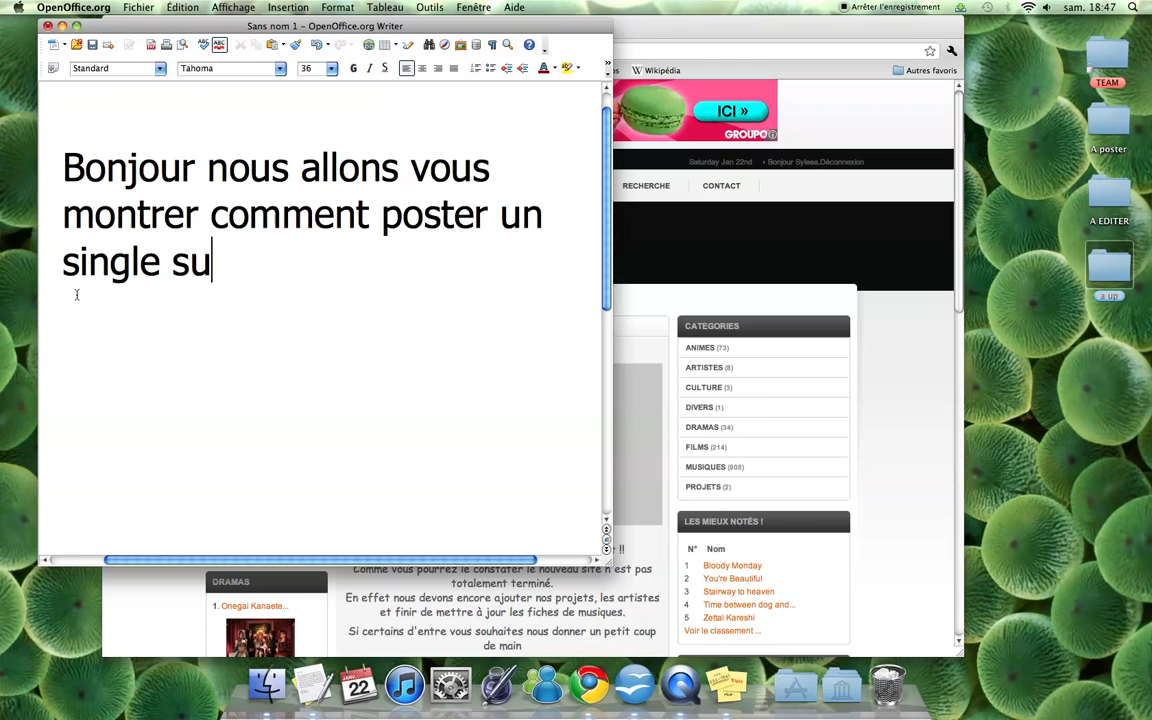 OpenOffice.org Fichier Édition Affichage Insertion Format Tableau Outils Fenêtre Aide
Arrêter l'enregistrement sam. 18:47
Sans nom 1 - OpenOffice.org Writer
Standard Tahoma 36
Bonjour nous allons vous
montrer comment poster un
single su
Wikipédia Autres favoris
ICI »
GROUPO
Saturday Jan 22nd Bonjour Syleea,Déconnexion
RECHERCHE CONTACT
CATEGORIES
ANIMES (73)
ARTISTES (8)
CULTURE (3)
DIVERS (1)
DRAMAS (34)
FILMS (214)
MUSIQUES (808)
PROJETS (2)
LES MIEUX NOTÉS !
N° Nom
1 Bloody Monday
2 You're Beautiful
3 Stairway to heaven
4 Time between dog and...
5 Zettai Kareshi
Voir le classement ...
DRAMAS
1. Onegai Kanaete...
!!
Comme vous pourrez le constater le nouveau site n'est pas
totalement terminé.
En effet nous devons encore ajouter nos projets, les artistes
et finir de mettre à jour les fiches de musiques.
Si certains d'entre vous souhaites nous donner un petit coup
de main
TEAM
A poster
A EDITER
a up
JANV
22